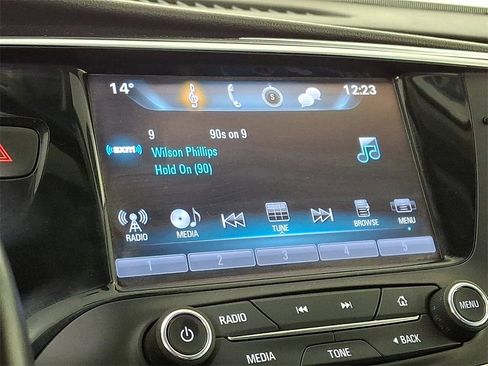 14° S 12:23
9 90s on 9
((SXM)) Wilson Phillips
Hold On (90)
RADIO MEDIA TUNE BROWSE MENU
1 2 3 4 5
RADIO MENU
MEDIA TONE BACK